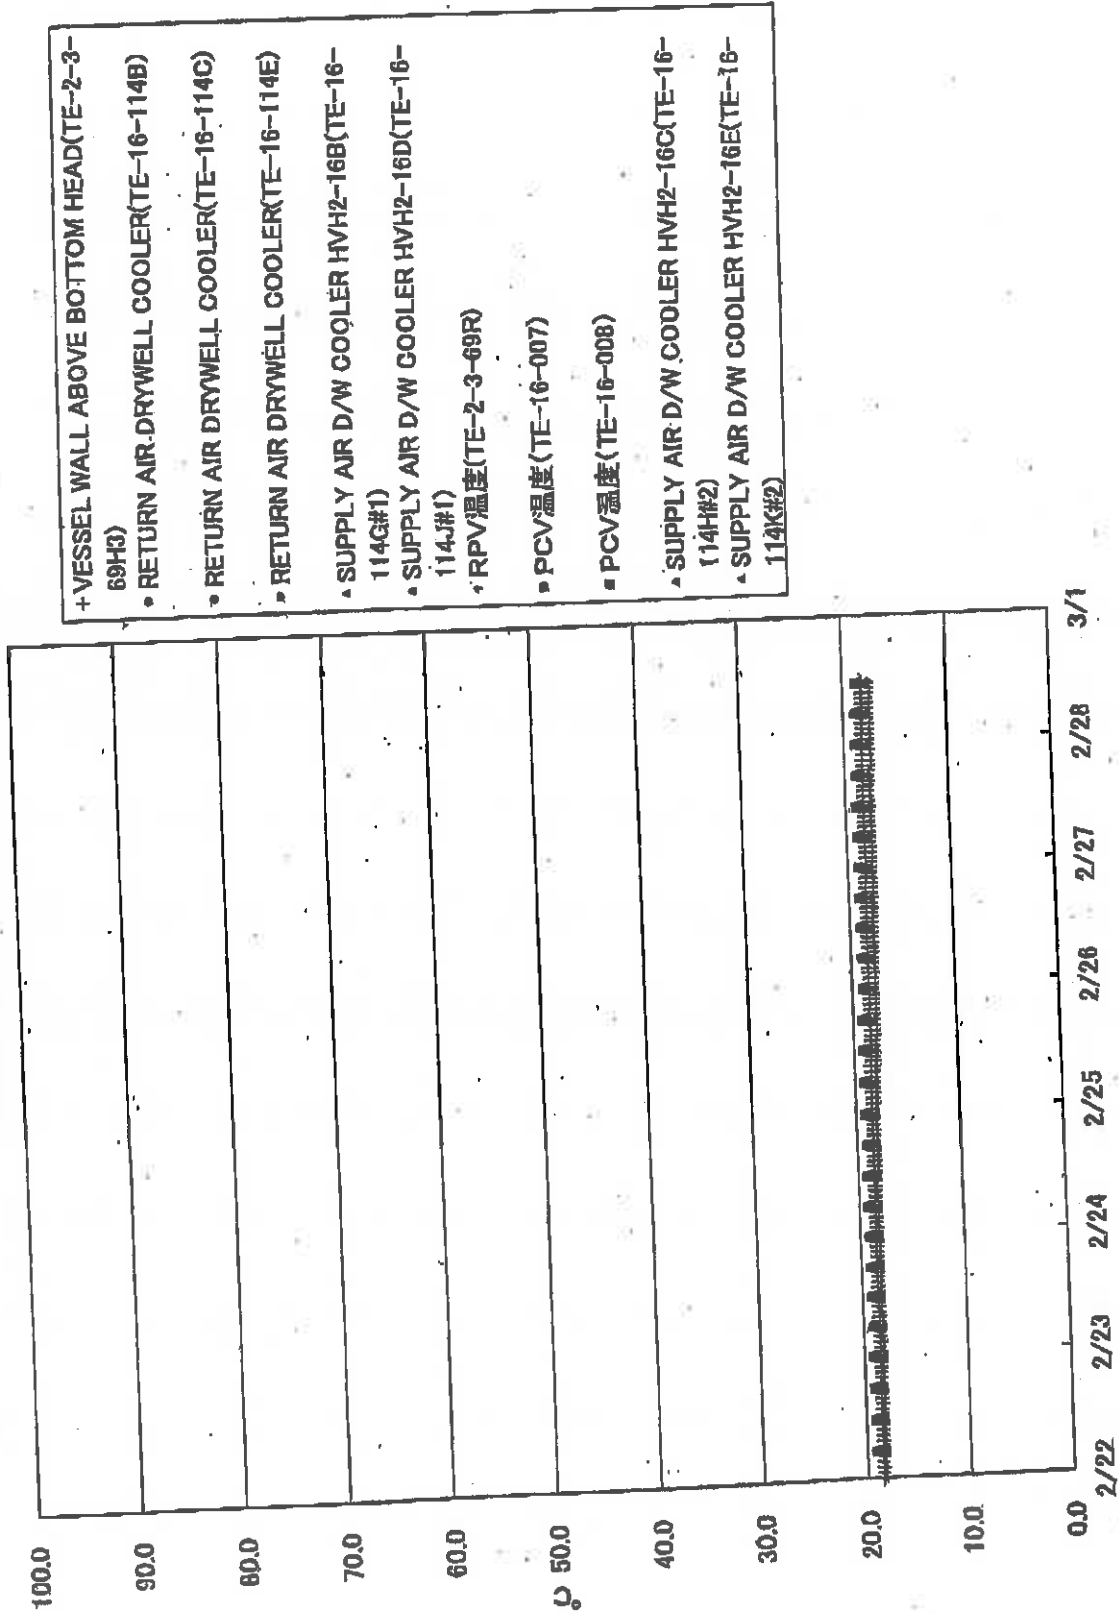 + VESSEL WALL ABOVE BOTTOM HEAD(TE-2-3-
69H3)
• RETURN AIR DRYWELL COOLER(TE-16-114B)
• RETURN AIR DRYWELL COOLER(TE-16-114C)
• RETURN AIR DRYWELL COOLER(TE-16-114E)
▲ SUPPLY AIR D/W COOLER HVH2-16B(TE-16-
114G#1)
▲ SUPPLY AIR D/W COOLER HVH2-16D(TE-16-
114J#1)
+ RPV温度(TE-2-3-69R)
■ PCV温度(TE-16-007)
■ PCV温度(TE-16-008)
▲ SUPPLY AIR D/W COOLER HVH2-16C(TE-16-
114H#2)
▲ SUPPLY AIR D/W COOLER HVH2-16E(TE-16-
114K#2)
100.0
90.0
80.0
70.0
60.0
℃ 50.0
40.0
30.0
20.0
10.0
0.0
2/22 2/23 2/24 2/25 2/26 2/27 2/28 3/1